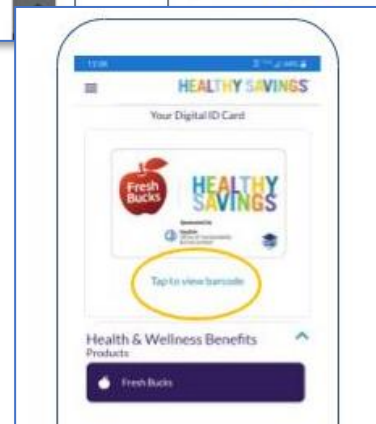 HEALTHY SAVINGS
Your Digital ID Card
Fresh
Bucks
HEALTHY
SAVINGS
Tap to view barcode
Health & Wellness Benefits
Products
Fresh Bucks